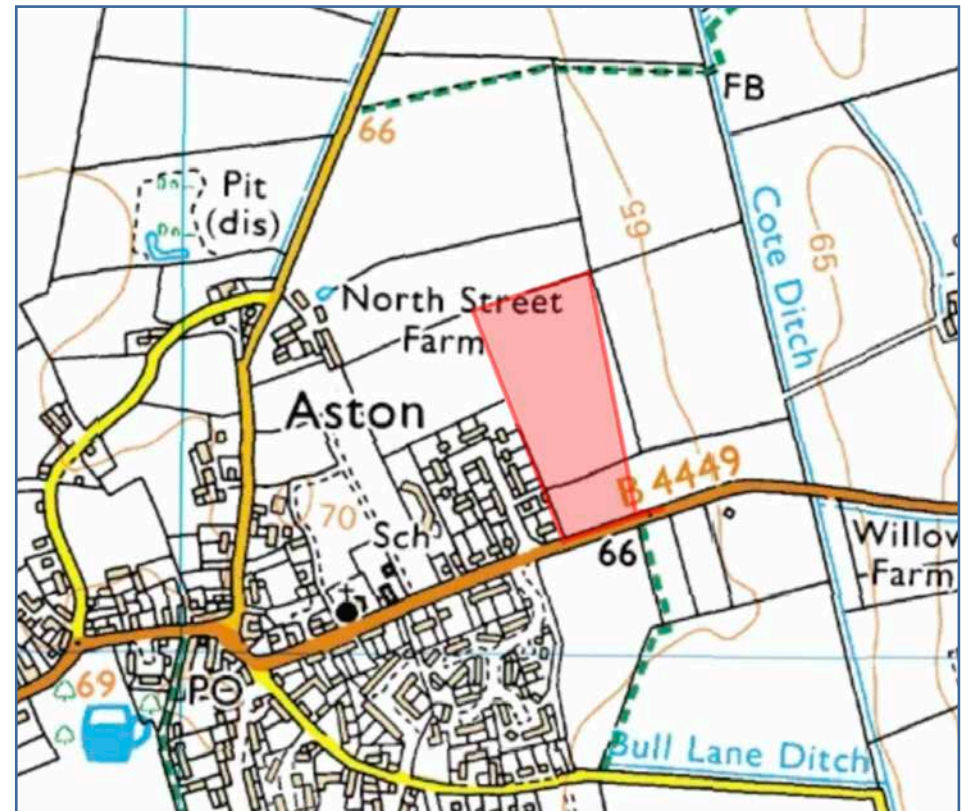 FB
66
Pit
(dis)
65
Cote Ditch
65
North Street
Farm
Aston
B 4449
70
Sch
66
Willow
Farm
69
PO
Bull Lane Ditch